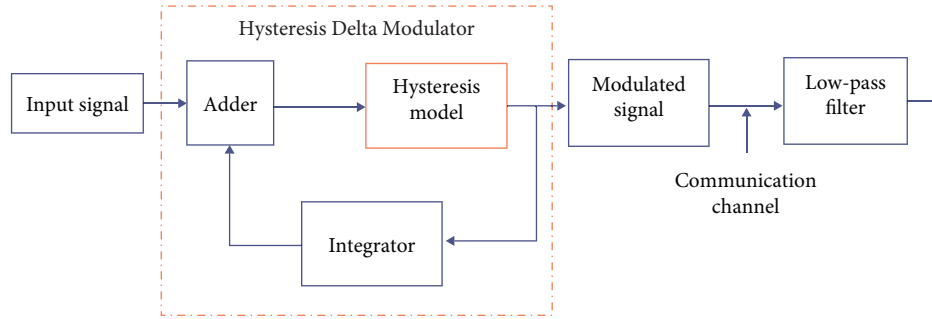 Hysteresis Delta Modulator
Input signal
Adder
Hysteresis
model
Modulated
signal
Low-pass
filter
Communication
channel
Integrator